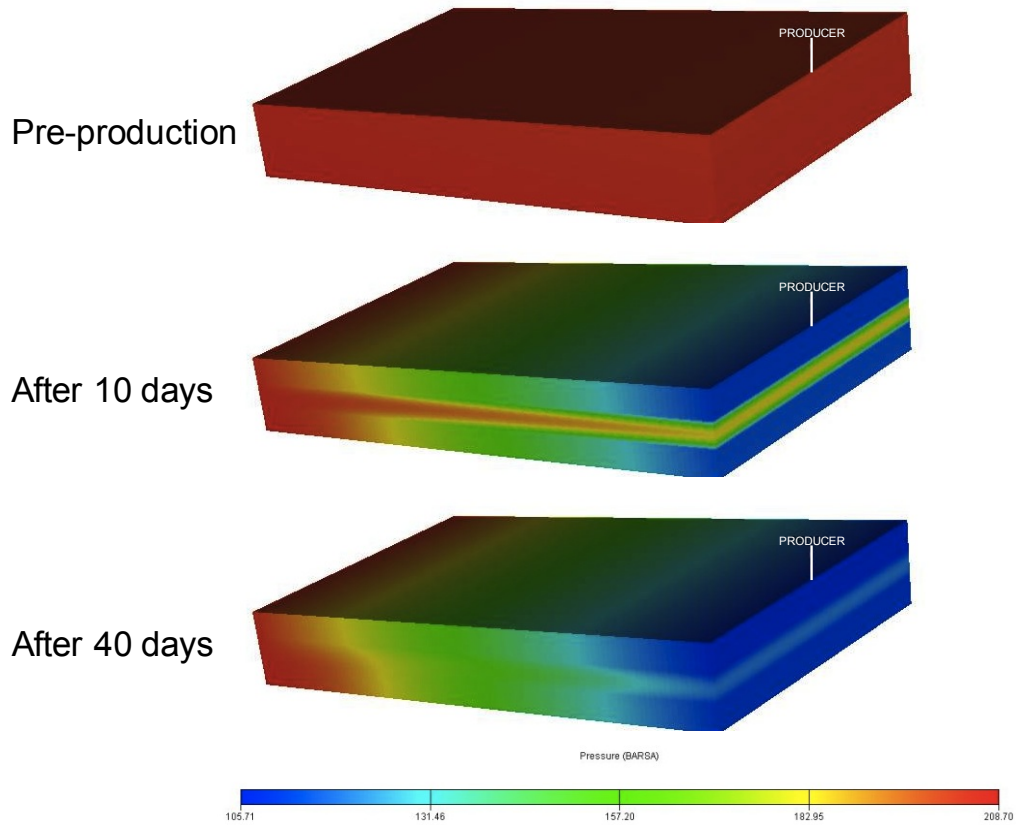 PRODUCER
Pre-production
PRODUCER
After 10 days
PRODUCER
After 40 days
Pressure (BARSA)
105.71 131.46 157.20 182.95 208.70